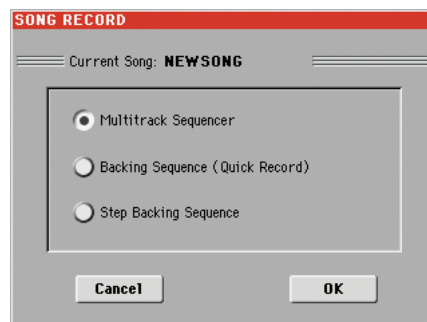 SONG RECORD
Current Song: NEWSONG
Multitrack Sequencer
Backing Sequence (Quick Record)
Step Backing Sequence
Cancel OK